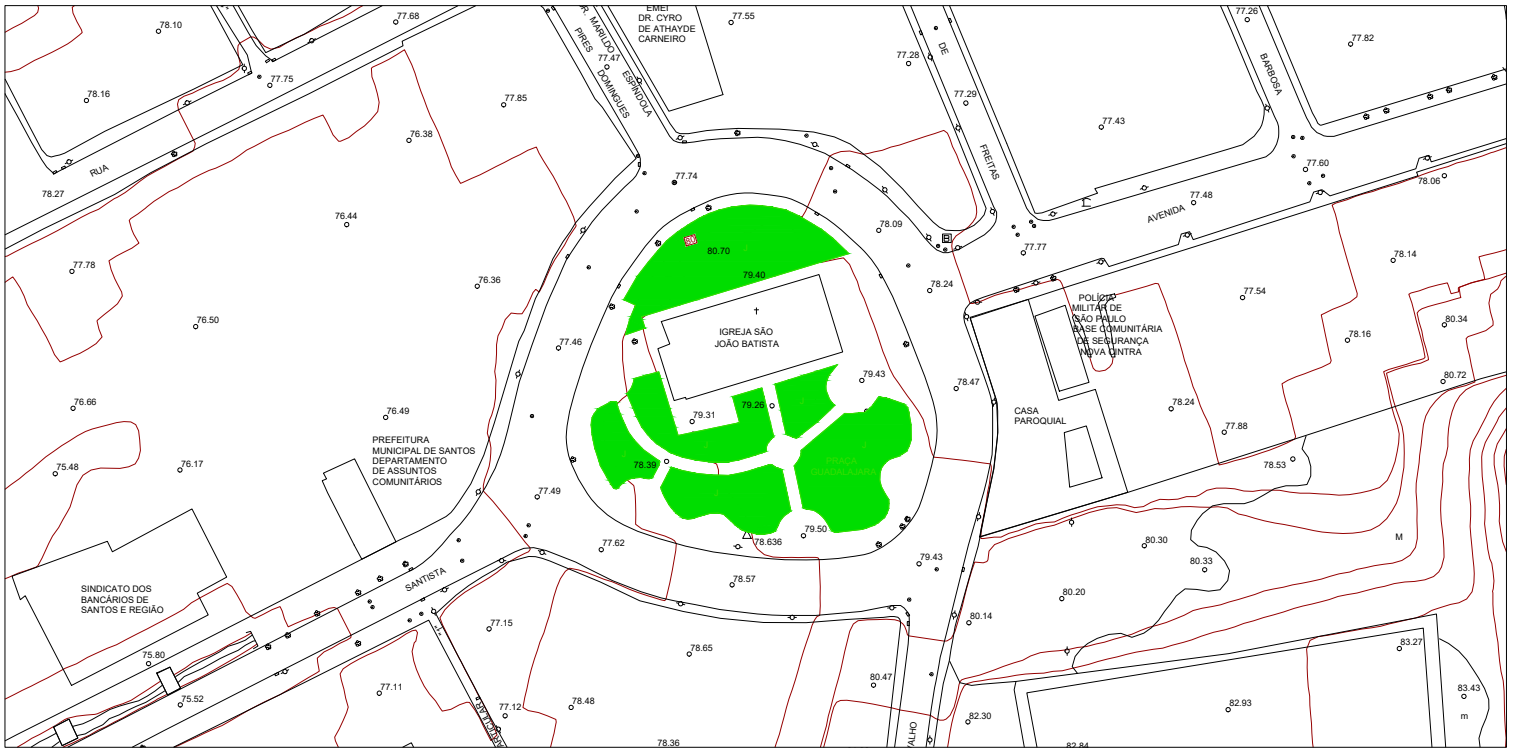 78.10
77.68
EMEI
DR. CYRO
DE ATHAYDE
CARNEIRO
77.55
77.26
77.82
DR. MARILDO
PIRES
DOMINGUES
ESPINDOLA
77.47
77.28
DE
BARBOSA
77.75
78.16
77.85
77.29
77.43
76.38
FREITAS
77.60
RUA
78.27
77.74
78.06
77.48
AVENIDA
76.44
78.09
B
80.70
77.77
77.78
79.40
78.14
76.36
78.24
77.54
POLÍCIA
MILITAR DE
SÃO PAULO
BASE COMUNITÁRIA
DE SEGURANÇA
NOVA CINTRA
76.50
IGREJA SÃO
JOÃO BATISTA
80.34
78.16
77.46
79.43
78.47
80.72
76.66
76.49
79.31
79.26
CASA
PAROQUIAL
78.24
77.88
PREFEITURA
MUNICIPAL DE SANTOS
DEPARTAMENTO
DE ASSUNTOS
COMUNITÁRIOS
75.48
76.17
78.39
PRAÇA
GUADALAJARA
78.53
77.49
79.50
78.636
77.62
79.43
80.30
M
80.33
78.57
SANTISTA
SINDICATO DOS
BANCÁRIOS DE
SANTOS E REGIÃO
80.20
77.15
80.14
75.80
78.65
83.27
77.11
80.47
83.43
75.52
77.12
78.48
82.30
82.93
m
ARTICULAR
VALHO
78.36
82.84